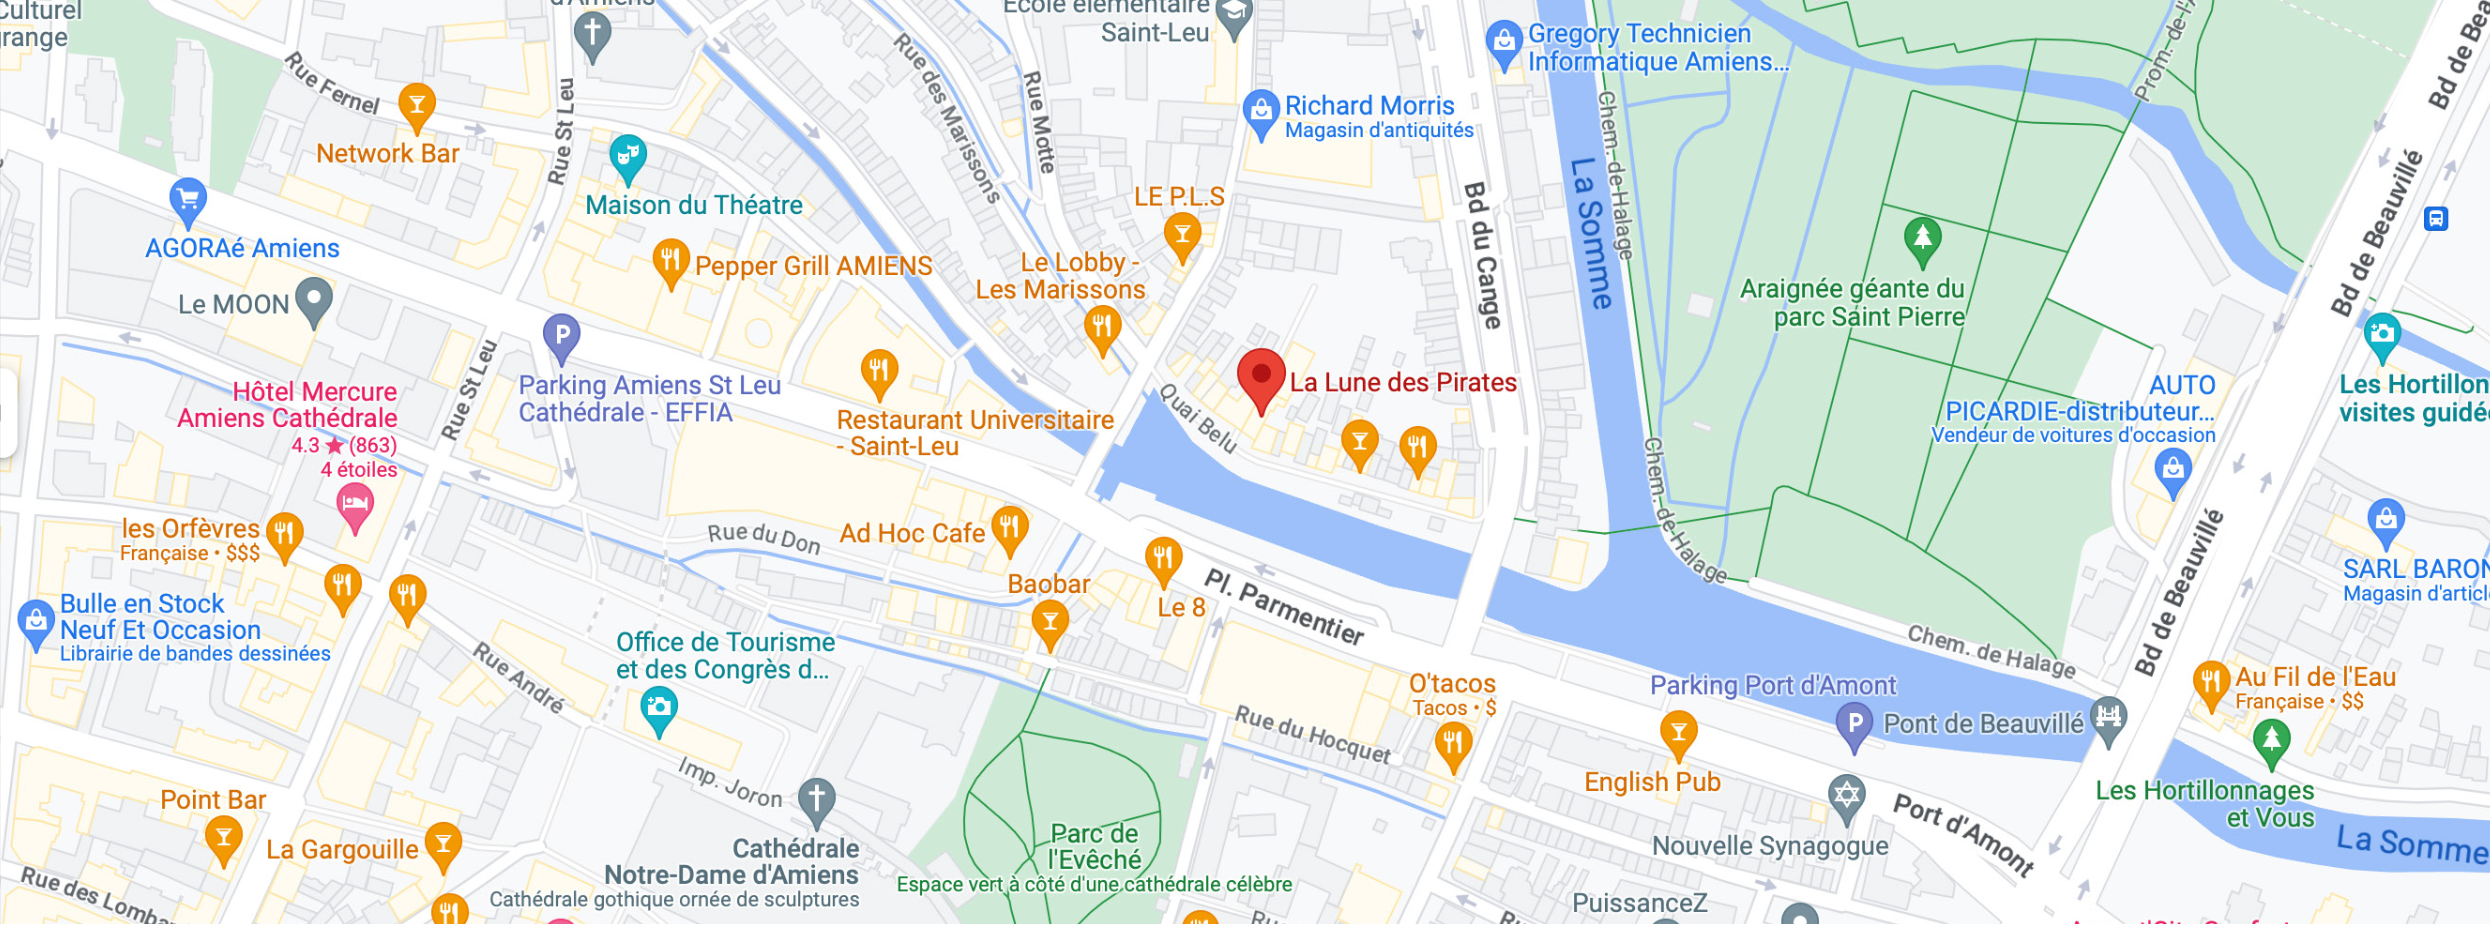 Culturel
grange
d'Amiens
École élémentaire
Saint-Leu
Gregory Technicien
Informatique Amiens...
Bd de Beauvillé
Rue Fernel
Network Bar
Rue St Leu
Maison du Théatre
Rue des Marissons
Rue Motte
Richard Morris
Magasin d'antiquités
Chem. de Halage
La Somme
Bd du Cange
LE P.L.S
AGORAé Amiens
Le MOON
Pepper Grill AMIENS
Le Lobby -
Les Marissons
Araignée géante du
parc Saint Pierre
Bd de Beauvillé
Hôtel Mercure
Amiens Cathédrale
4.3 ★ (863)
4 étoiles
Rue St Leu
P
Parking Amiens St Leu
Cathédrale - EFFIA
Restaurant Universitaire
- Saint-Leu
Quai Belu
La Lune des Pirates
AUTO
PICARDIE-distributeur...
Vendeur de voitures d'occasion
Les Hortillon
visites guidé
Chem. de Halage
les Orfèvres
Française • $$$
Rue du Don
Ad Hoc Cafe
Baobar
Le 8
Pl. Parmentier
Bulle en Stock
Neuf Et Occasion
Librairie de bandes dessinées
Rue André
Office de Tourisme
et des Congrès d...
SARL BARON
Magasin d'articl
Bd de Beauvillé
Chem. de Halage
Au Fil de l'Eau
Française • $$
O'tacos
Tacos • $
Parking Port d'Amont
P
Pont de Beauvillé
Rue du Hocquet
English Pub
Imp. Joron
Point Bar
La Gargouille
Cathédrale
Notre-Dame d'Amiens
Cathédrale gothique ornée de sculptures
Parc de
l'Evêché
Espace vert à côté d'une cathédrale célèbre
Nouvelle Synagogue
Port d'Amont
Les Hortillonnages
et Vous
La Somme
PuissanceZ
Rue des Lomba